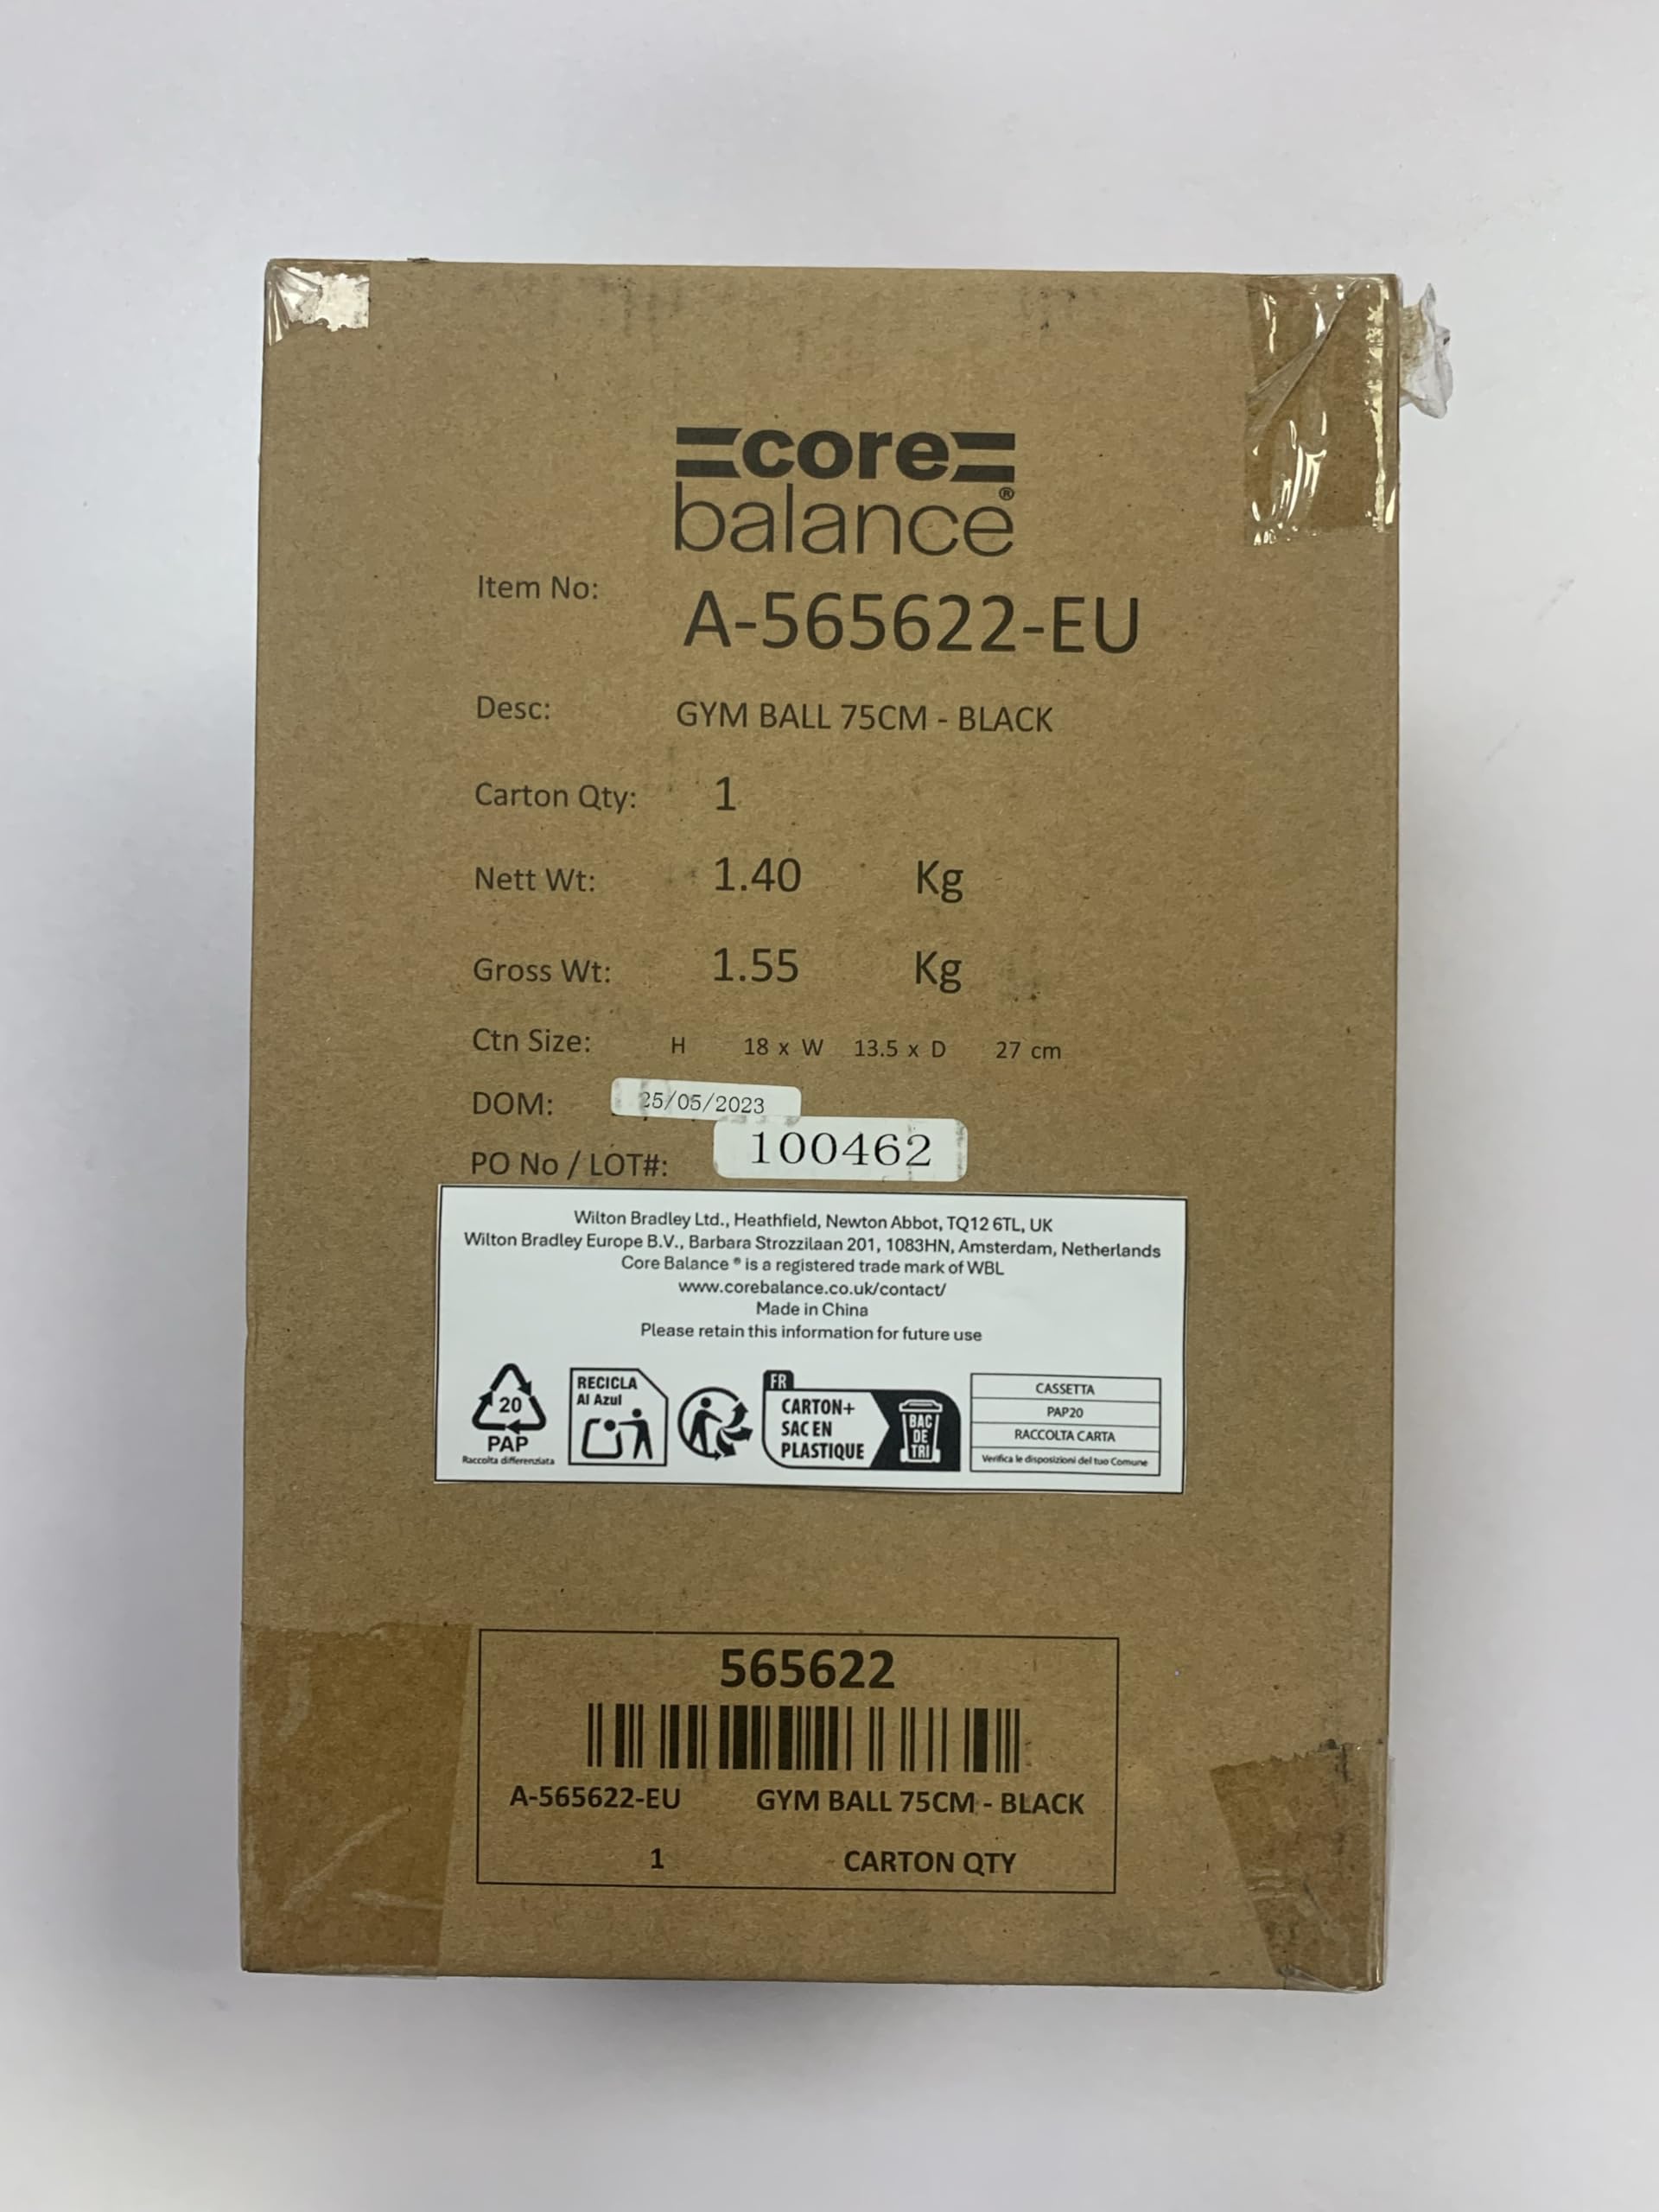 core
balance®
Item No: A-565622-EU
Desc: GYM BALL 75CM - BLACK
Carton Qty: 1
Nett Wt: 1.40 Kg
Gross Wt: 1.55 Kg
Ctn Size: H 18 x W 13.5 x D 27 cm
DOM: 25/05/2023
PO No / LOT#: 100462
Wilton Bradley Ltd., Heathfield, Newton Abbot, TQ12 6TL, UK
Wilton Bradley Europe B.V., Barbara Strozzilaan 201, 1083HN, Amsterdam, Netherlands
Core Balance ® is a registered trade mark of WBL
www.corebalance.co.uk/contact/
Made in China
Please retain this information for future use
20
PAP
Raccolta differenziata
RECICLA
Al Azul
FR
CARTON+
SAC EN
PLASTIQUE
BAC
DE
TRI
CASSETTA
PAP20
RACCOLTA CARTA
Verifica le disposizioni del tuo Comune
565622
A-565622-EU GYM BALL 75CM - BLACK
1 CARTON QTY